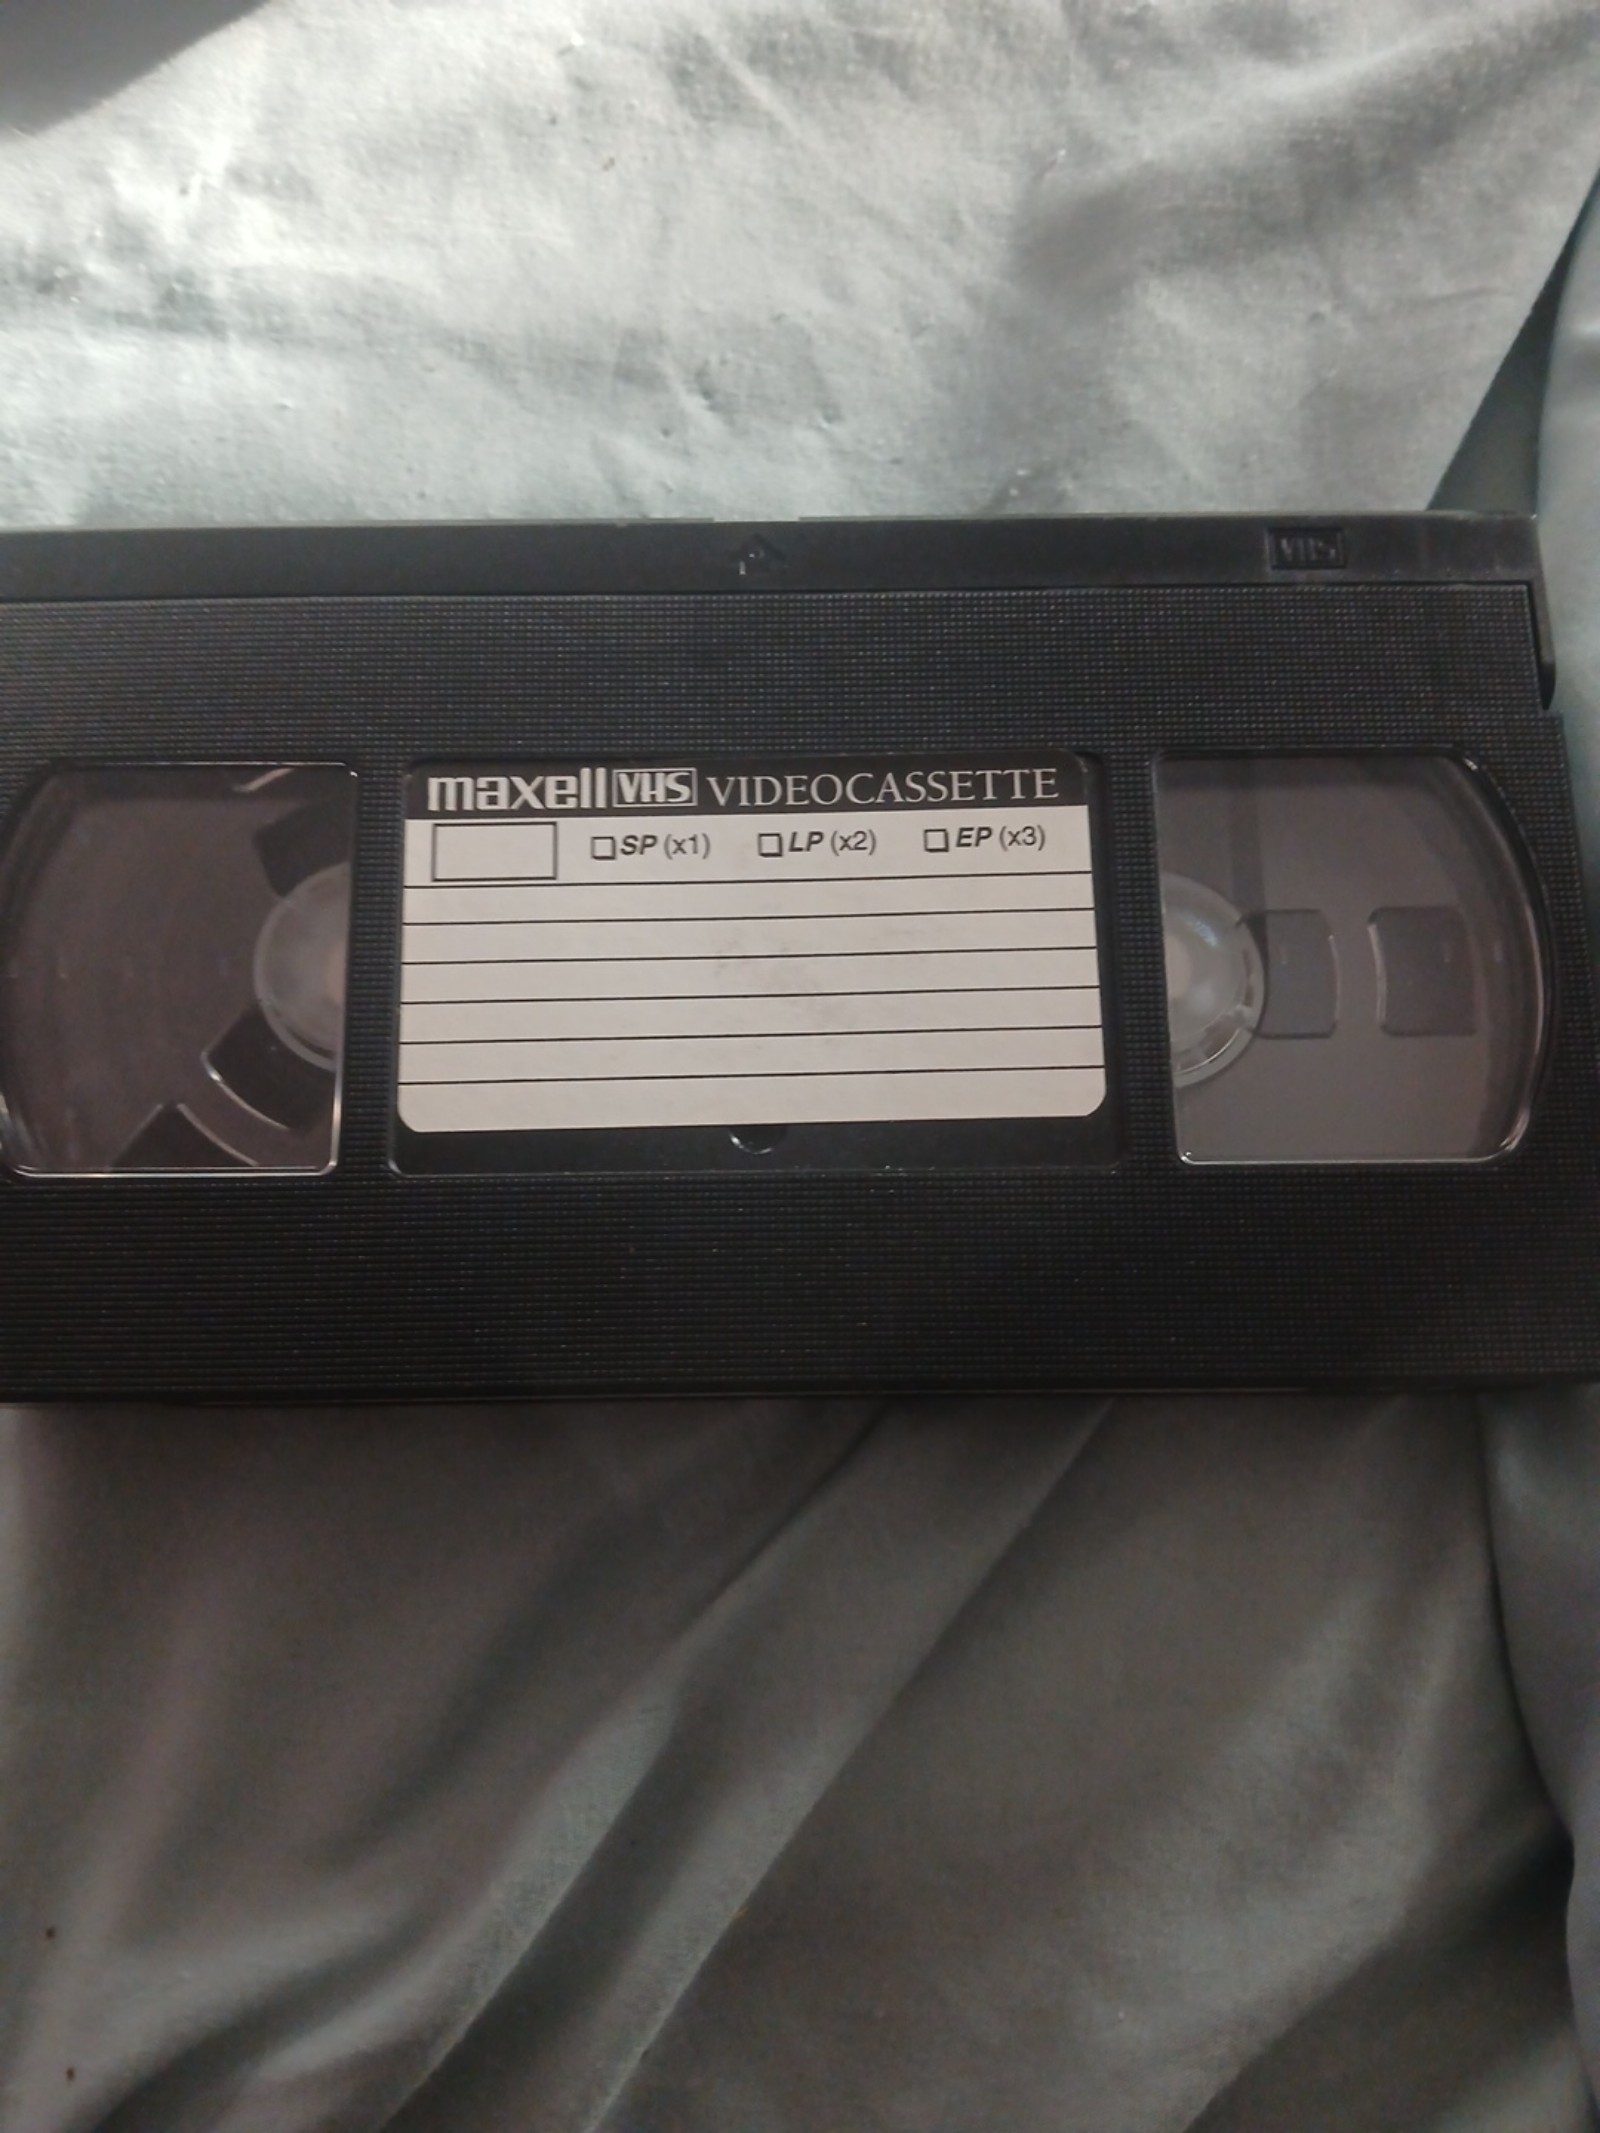 VHS
maxell VHS VIDEOCASSETTE
SP (x1) LP (x2) EP (x3)